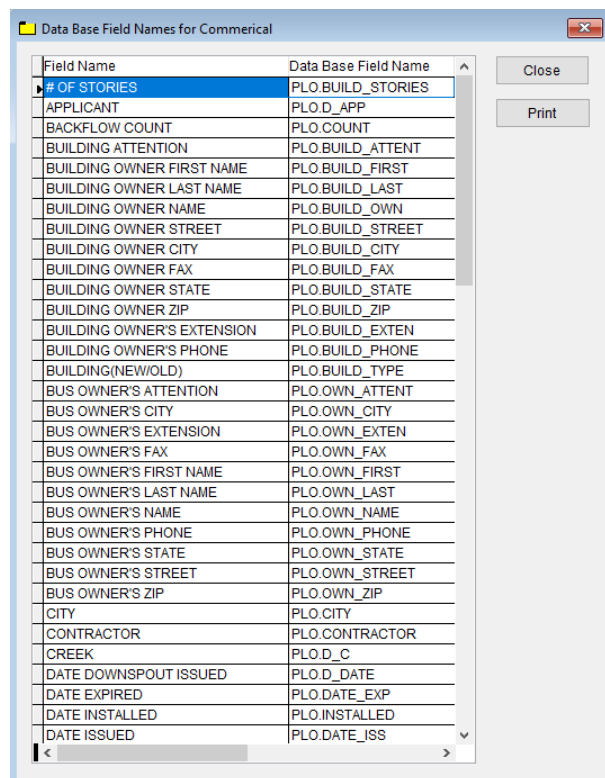 Data Base Field Names for Commerical
Field Name Data Base Field Name
# OF STORIES PLO.BUILD_STORIES
APPLICANT PLO.D_APP
BACKFLOW COUNT PLO.COUNT
BUILDING ATTENTION PLO.BUILD_ATTENT
BUILDING OWNER FIRST NAME PLO.BUILD_FIRST
BUILDING OWNER LAST NAME PLO.BUILD_LAST
BUILDING OWNER NAME PLO.BUILD_OWN
BUILDING OWNER STREET PLO.BUILD_STREET
BUILDING OWNER CITY PLO.BUILD_CITY
BUILDING OWNER FAX PLO.BUILD_FAX
BUILDING OWNER STATE PLO.BUILD_STATE
BUILDING OWNER ZIP PLO.BUILD_ZIP
BUILDING OWNER'S EXTENSION PLO.BUILD_EXTEN
BUILDING OWNER'S PHONE PLO.BUILD_PHONE
BUILDING(NEW/OLD) PLO.BUILD_TYPE
BUS OWNER'S ATTENTION PLO.OWN_ATTENT
BUS OWNER'S CITY PLO.OWN_CITY
BUS OWNER'S EXTENSION PLO.OWN_EXTEN
BUS OWNER'S FAX PLO.OWN_FAX
BUS OWNER'S FIRST NAME PLO.OWN_FIRST
BUS OWNER'S LAST NAME PLO.OWN_LAST
BUS OWNER'S NAME PLO.OWN_NAME
BUS OWNER'S PHONE PLO.OWN_PHONE
BUS OWNER'S STATE PLO.OWN_STATE
BUS OWNER'S STREET PLO.OWN_STREET
BUS OWNER'S ZIP PLO.OWN_ZIP
CITY PLO.CITY
CONTRACTOR PLO.CONTRACTOR
CREEK PLO.D_C
DATE DOWNSPOUT ISSUED PLO.D_DATE
DATE EXPIRED PLO.DATE_EXP
DATE INSTALLED PLO.INSTALLED
DATE ISSUED PLO.DATE_ISS
Close
Print